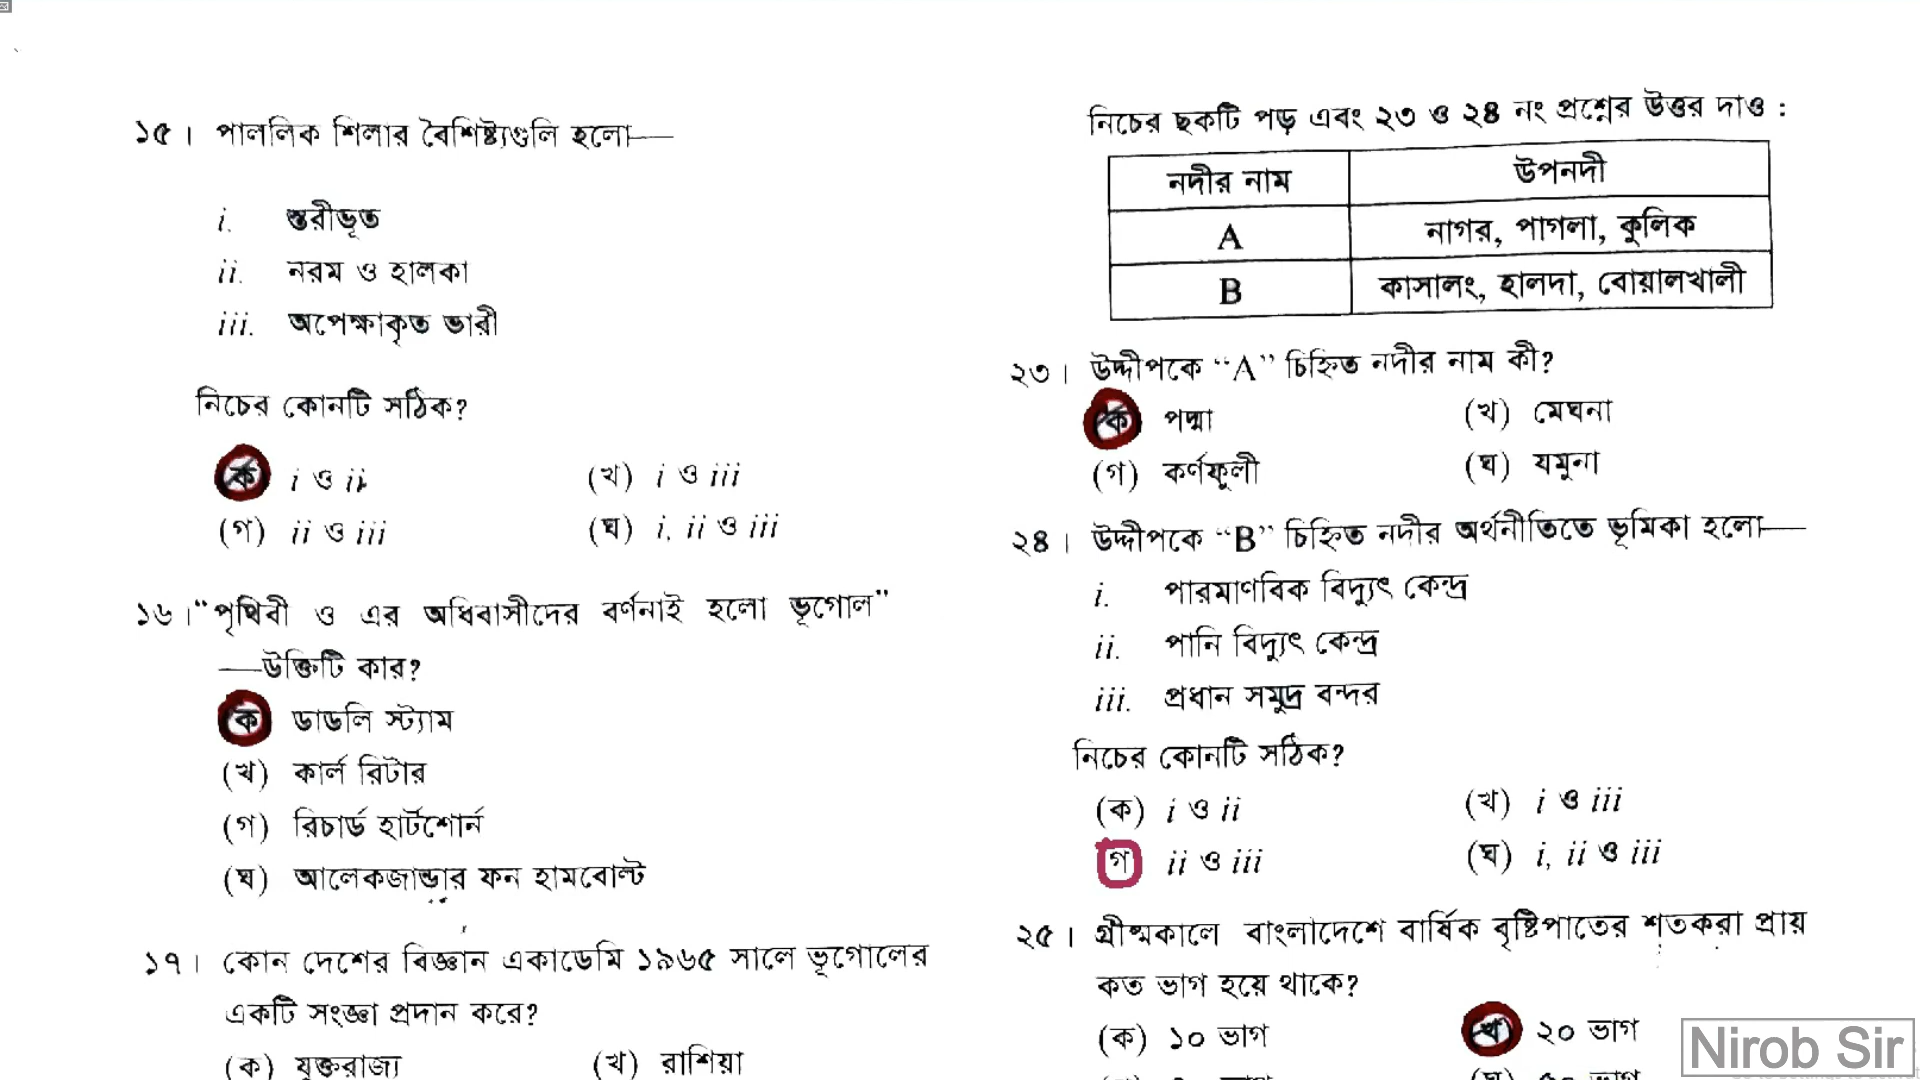 ১৫। পাললিক শিলার বৈশিষ্ট্যগুলি হলো—
i. স্তরীভূত
ii. নরম ও হালকা
iii. অপেক্ষাকৃত ভারী
নিচের কোনটি সঠিক?
ক i ও ii (খ) i ও iii
(গ) ii ও iii (ঘ) i, ii ও iii
১৬। “পৃথিবী ও এর অধিবাসীদের বর্ণনাই হলো ভূগোল”
—উক্তিটি কার?
ক ডাডলি স্ট্যাম
(খ) কার্ল রিটার
(গ) রিচার্ড হার্টশোর্ন
(ঘ) আলেকজান্ডার ফন হামবোল্ট
১৭। কোন দেশের বিজ্ঞান একাডেমি ১৯৬৫ সালে ভূগোলের
একটি সংজ্ঞা প্রদান করে?
(ক) যুক্তরাজ্য (খ) রাশিয়া
নিচের ছকটি পড় এবং ২৩ ও ২৪ নং প্রশ্নের উত্তর দাও :
নদীর নাম উপনদী
A নাগর, পাগলা, কুলিক
B কাসালং, হালদা, বোয়ালখালী
২৩। উদ্দীপকে “A” চিহ্নিত নদীর নাম কী?
ক পদ্মা (খ) মেঘনা
(গ) কর্ণফুলী (ঘ) যমুনা
২৪। উদ্দীপকে “B” চিহ্নিত নদীর অর্থনীতিতে ভূমিকা হলো—
i. পারমাণবিক বিদ্যুৎ কেন্দ্র
ii. পানি বিদ্যুৎ কেন্দ্র
iii. প্রধান সমুদ্র বন্দর
নিচের কোনটি সঠিক?
(ক) i ও ii (খ) i ও iii
গ ii ও iii (ঘ) i, ii ও iii
২৫। গ্রীষ্মকালে বাংলাদেশে বার্ষিক বৃষ্টিপাতের শতকরা প্রায়
কত ভাগ হয়ে থাকে?
(ক) ১০ ভাগ খ ২০ ভাগ
Nirob Sir